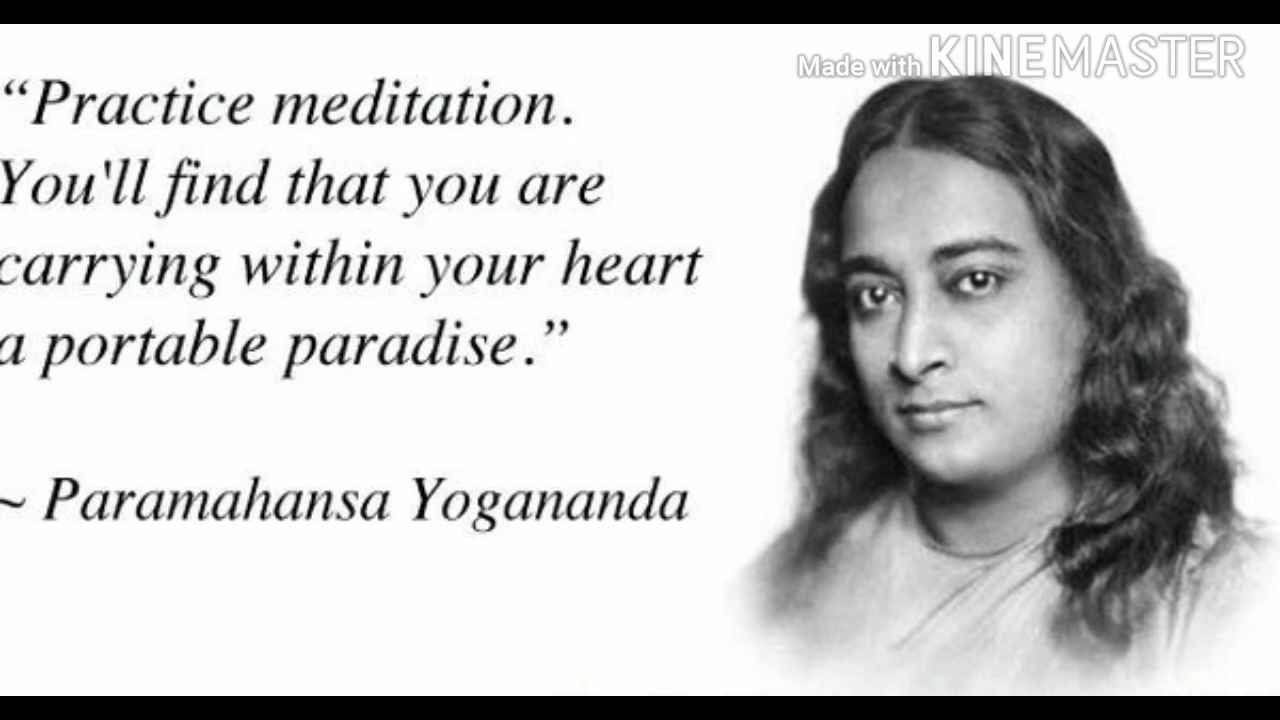 Made with KINEMASTER
“Practice meditation.
You'll find that you are
carrying within your heart
a portable paradise.”
~ Paramahansa Yogananda